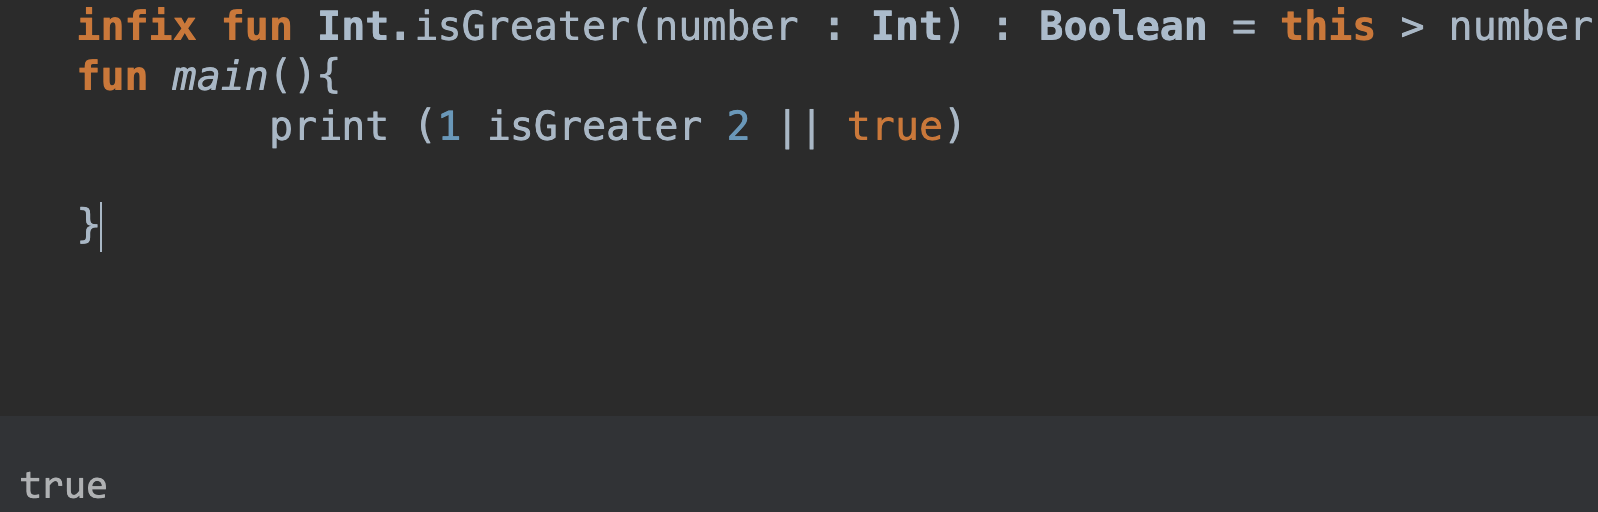 infix fun Int.isGreater(number : Int) : Boolean = this > number
fun main(){
print (1 isGreater 2 || true)
}
true